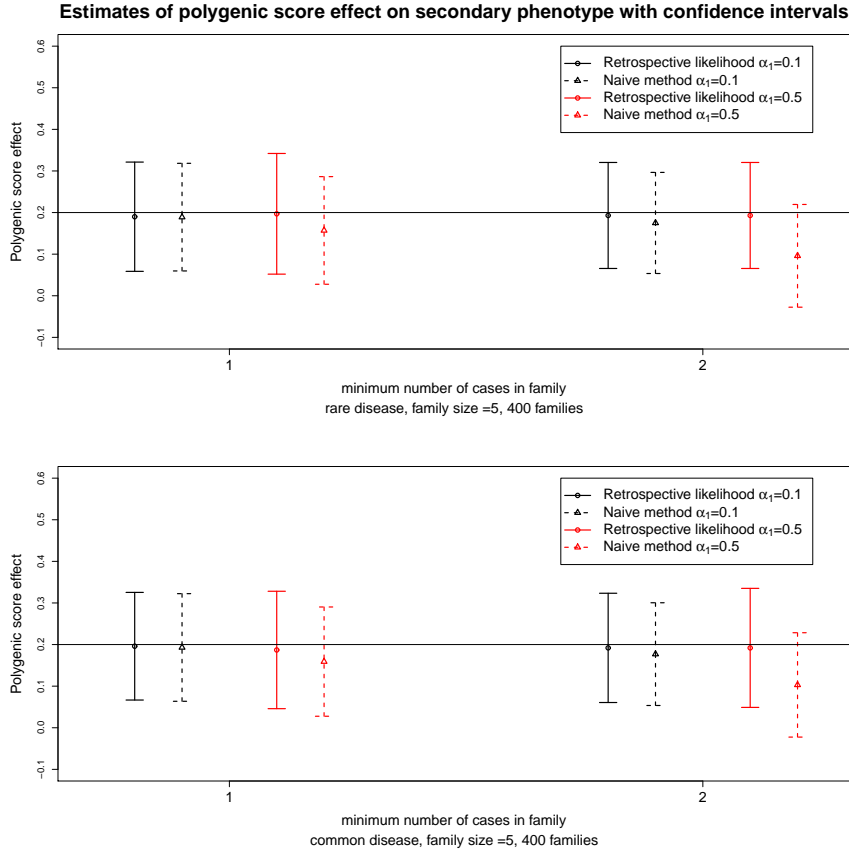 Estimates of polygenic score effect on secondary phenotype with confidence intervals
Polygenic score effect
0.6
0.5
0.4
0.3
0.2
0.1
0.0
−0.1
Retrospective likelihood α1=0.1
Naive method α1=0.1
Retrospective likelihood α1=0.5
Naive method α1=0.5
1
2
minimum number of cases in family
rare disease, family size =5, 400 families
Polygenic score effect
0.6
0.5
0.4
0.3
0.2
0.1
0.0
−0.1
Retrospective likelihood α1=0.1
Naive method α1=0.1
Retrospective likelihood α1=0.5
Naive method α1=0.5
1
2
minimum number of cases in family
common disease, family size =5, 400 families